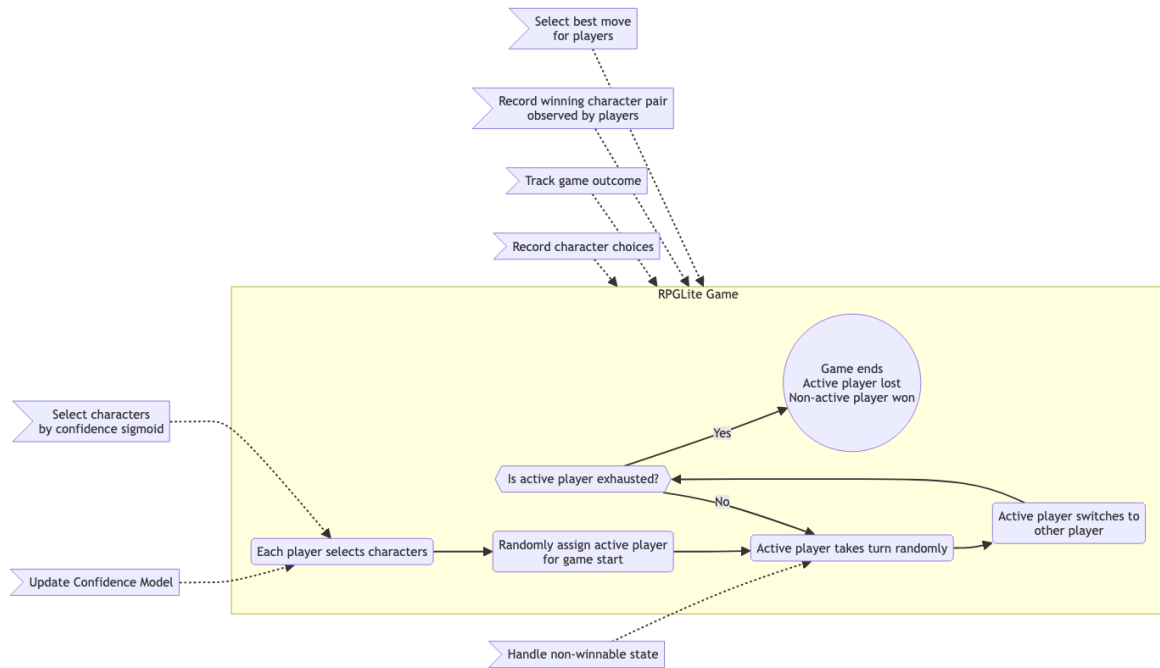 Select best move
for players
Record winning character pair
observed by players
Track game outcome
Record character choices
RPGLite Game
Game ends
Active player lost
Non-active player won
Select characters
by confidence sigmoid
Yes
Is active player exhausted?
No
Active player switches to
other player
Each player selects characters
Randomly assign active player
for game start
Active player takes turn randomly
Update Confidence Model
Handle non-winnable state